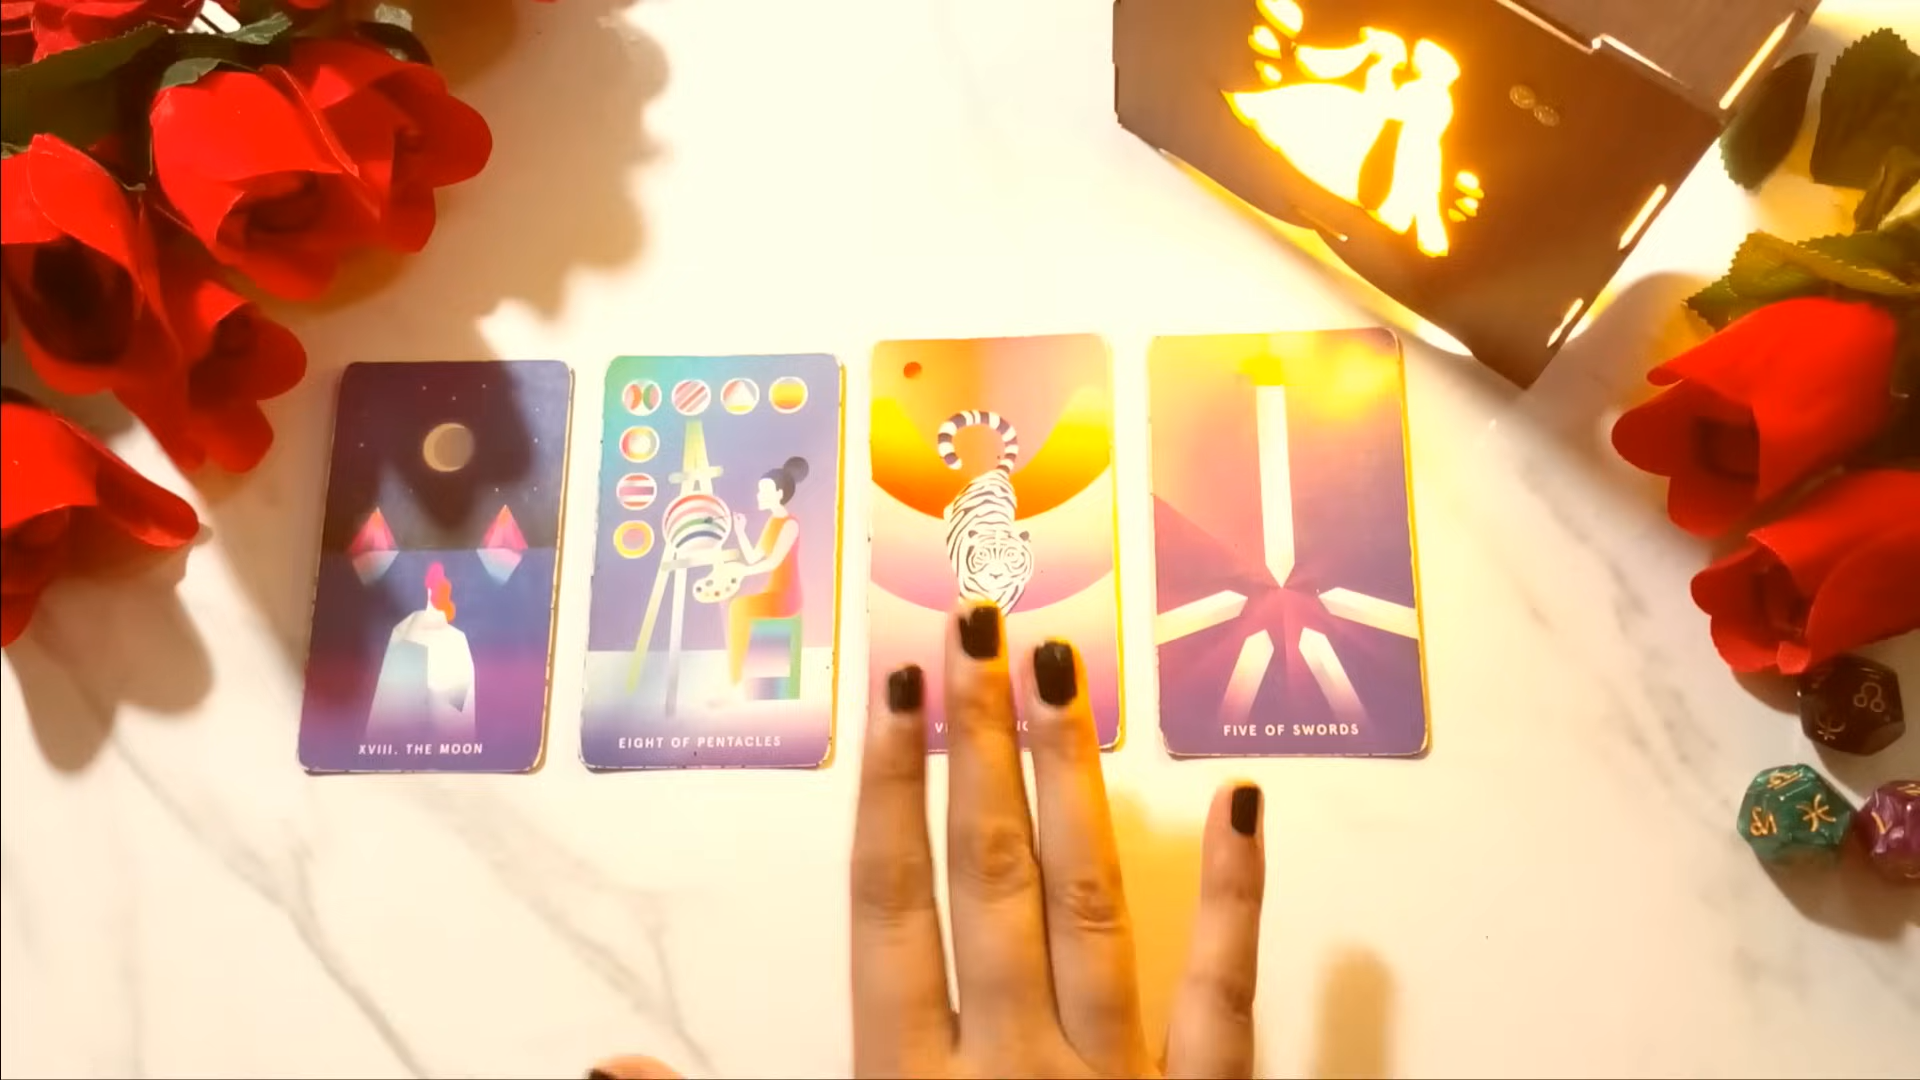 XVIII. THE MOON
EIGHT OF PENTACLES
FIVE OF SWORDS